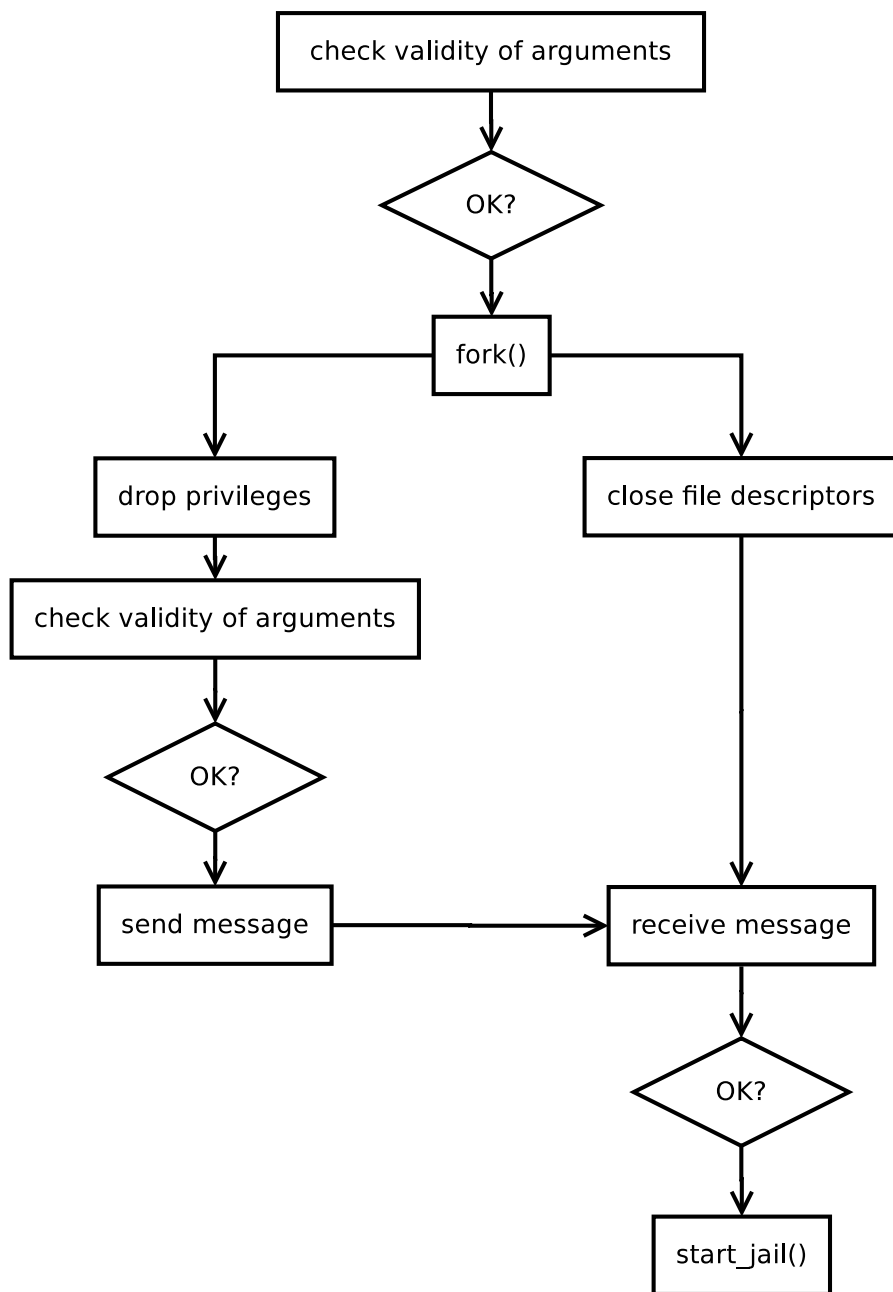 check validity of arguments
OK?
fork()
drop privileges
close file descriptors
check validity of arguments
OK?
send message
receive message
OK?
start_jail()